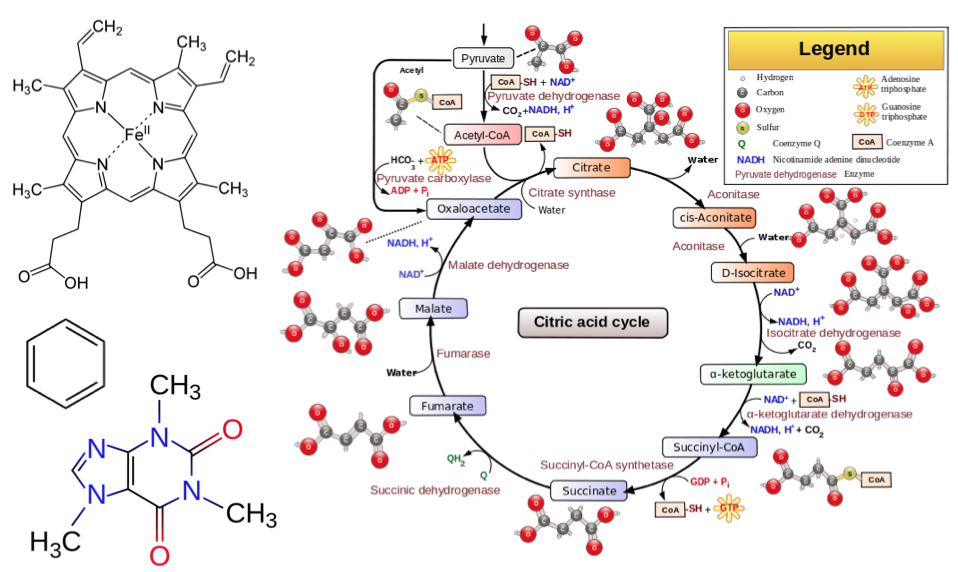 CH₂
CH₃
CH₂
H₃C
N
N
Feᴵᴵ
N
N
H₃C
CH₃
O
OH
O
OH
CH₃
N
N
O
N
N
CH₃
H₃C
O
Pyruvate
Acetyl
CoA-SH + NAD⁺
Pyruvate dehydrogenase
CO₂+NADH, H⁺
S
CoA
Acetyl-CoA
CoA-SH
HCO₃- + ATP
Pyruvate carboxylase
ADP + Pi
Citrate
Citrate synthase
Water
Water
Oxaloacetate
Aconitase
cis-Aconitate
Aconitase
Water
D-Isocitrate
NAD⁺
NADH, H⁺
Isocitrate dehydrogenase
CO₂
α-ketoglutarate
NAD⁺ + CoA-SH
α-ketoglutarate dehydrogenase
NADH, H⁺ + CO₂
Succinyl-CoA
S
CoA
Succinyl-CoA synthetase
GDP + Pi
CoA-SH + GTP
Succinate
Q
QH₂
Succinic dehydrogenase
Fumarate
Water
Fumarase
Malate
NAD⁺
NADH, H⁺
Malate dehydrogenase
Citric acid cycle
Legend
Hydrogen
C Carbon
O Oxygen
S Sulfur
Q Coenzyme Q
NADH Nicotinamide adenine dinucleotide
Pyruvate dehydrogenase Enzyme
ATP Adenosine
triphosphate
GTP Guanosine
triphosphate
CoA Coenzyme A